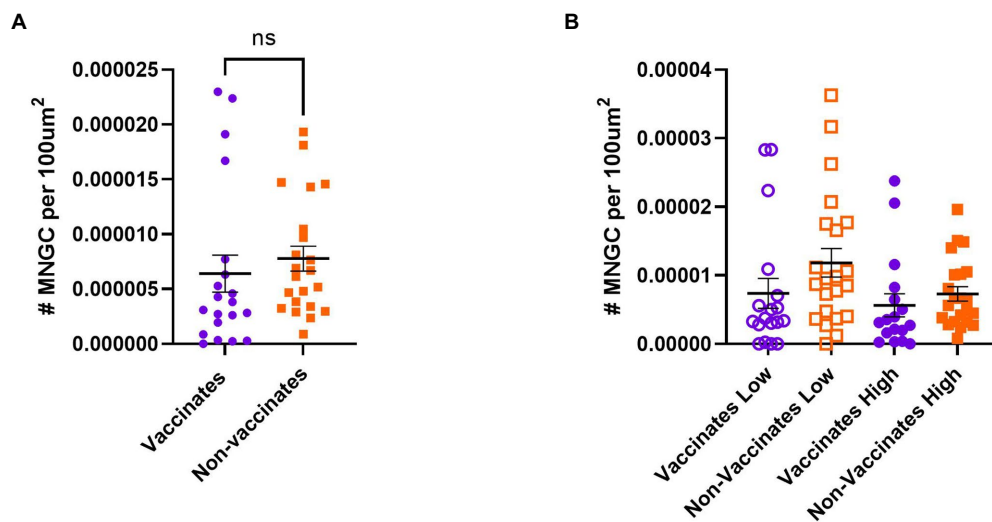 A
ns
# MNGC per 100um²
0.000025
0.000020
0.000015
0.000010
0.000005
0.000000
Vaccinates
Non-vaccinates
B
# MNGC per 100um²
0.00004
0.00003
0.00002
0.00001
0.00000
Vaccinates Low
Non-Vaccinates Low
Vaccinates High
Non-Vaccinates High